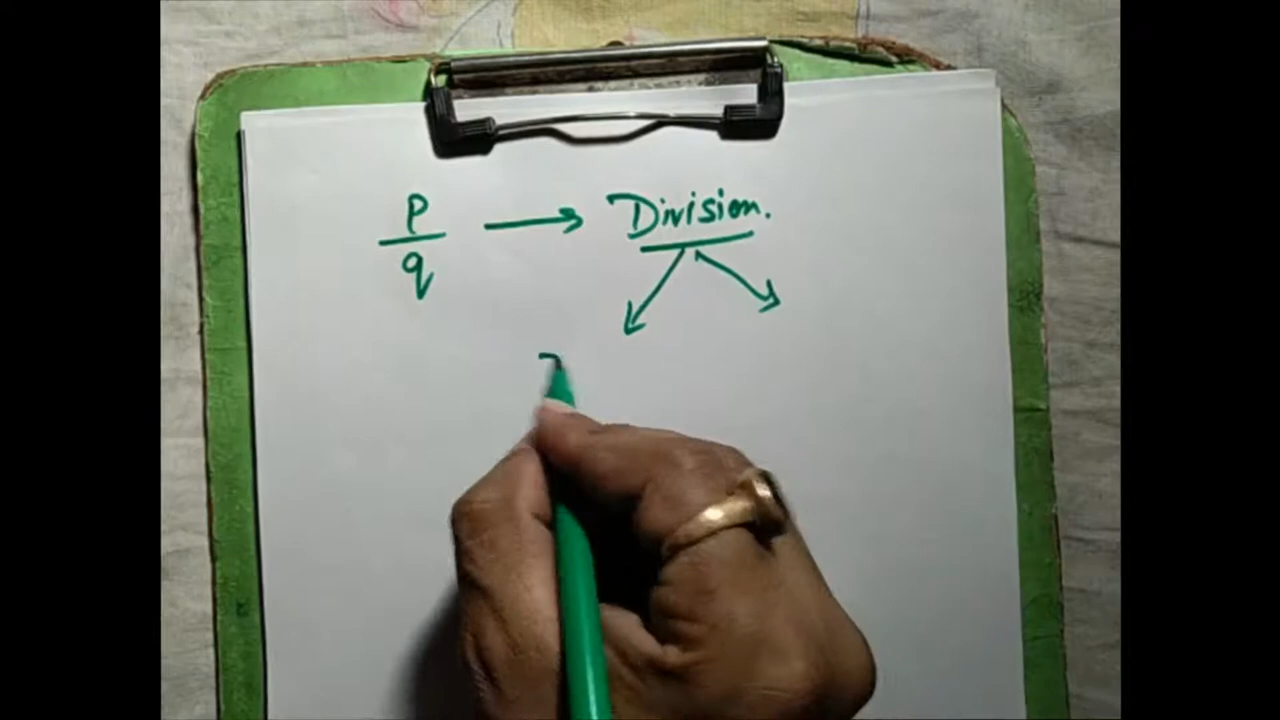 P/q → Division.